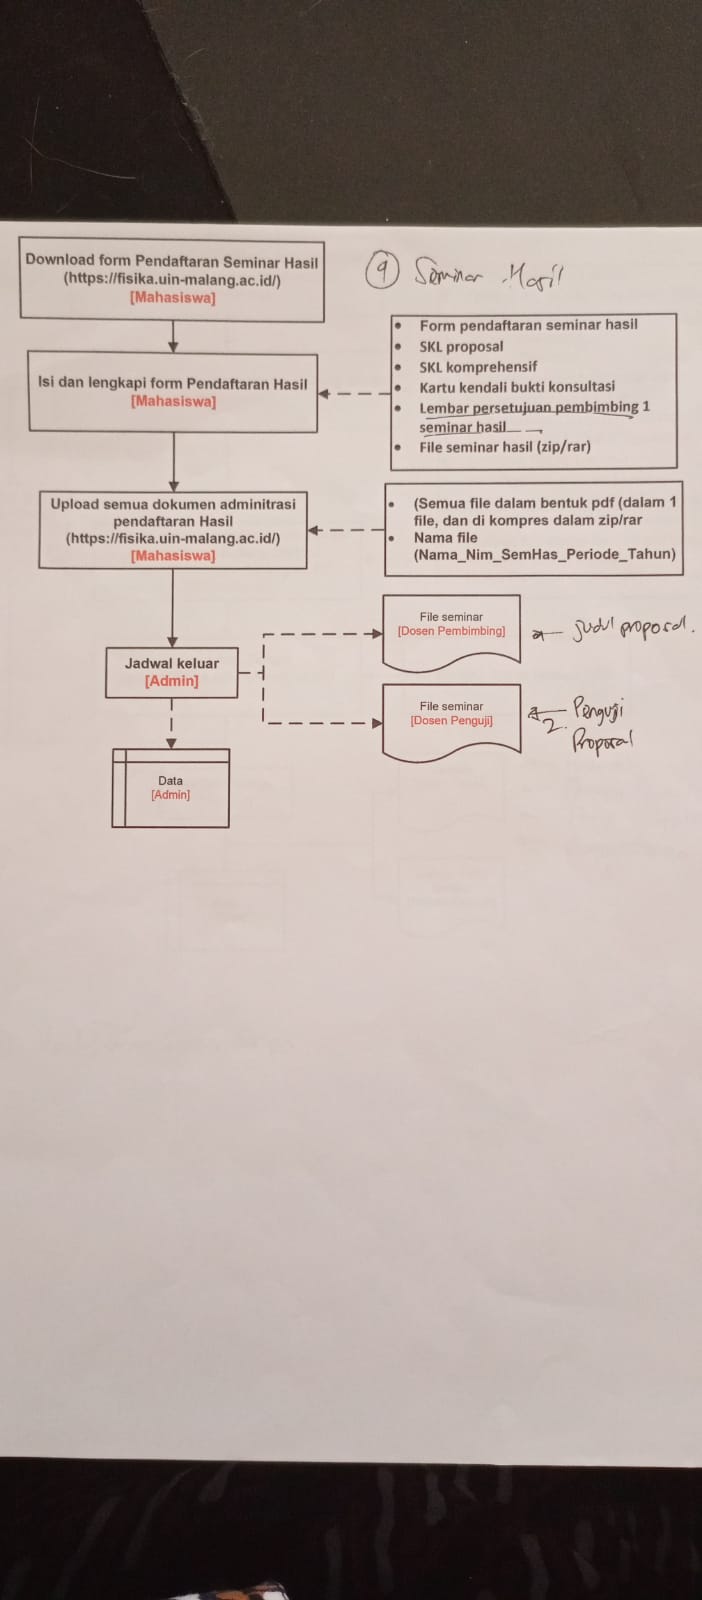 Download form Pendaftaran Seminar Hasil
(https://fisika.uin-malang.ac.id/)
[Mahasiswa]
9 Seminar Hasil
• Form pendaftaran seminar hasil
• SKL proposal
• SKL komprehensif
• Kartu kendali bukti konsultasi
• Lembar persetujuan pembimbing 1
seminar hasil
• File seminar hasil (zip/rar)
Isi dan lengkapi form Pendaftaran Hasil
[Mahasiswa]
Upload semua dokumen adminitrasi
pendaftaran Hasil
(https://fisika.uin-malang.ac.id/)
[Mahasiswa]
• (Semua file dalam bentuk pdf (dalam 1
file, dan di kompres dalam zip/rar
• Nama file
(Nama_Nim_SemHas_Periode_Tahun)
Jadwal keluar
[Admin]
File seminar
[Dosen Pembimbing]
Judul proposal.
File seminar
[Dosen Penguji]
2. Penguji
Proposal
Data
[Admin]